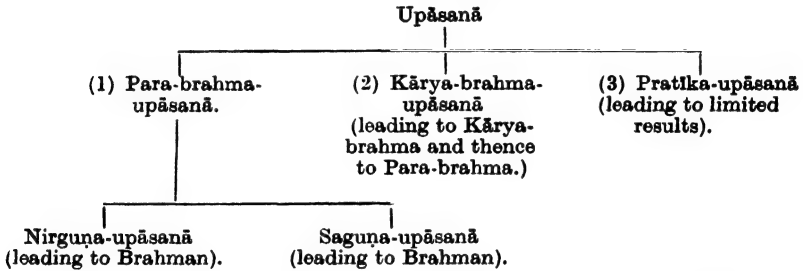 Upāsanā
(1) Para-brahma-
upāsanā.
(2) Kārya-brahma-
upāsanā
(leading to Kārya-
brahma and thence
to Para-brahma.)
(3) Pratīka-upāsanā
(leading to limited
results).
Nirguṇa-upāsanā
(leading to Brahman).
Saguṇa-upāsanā
(leading to Brahman).